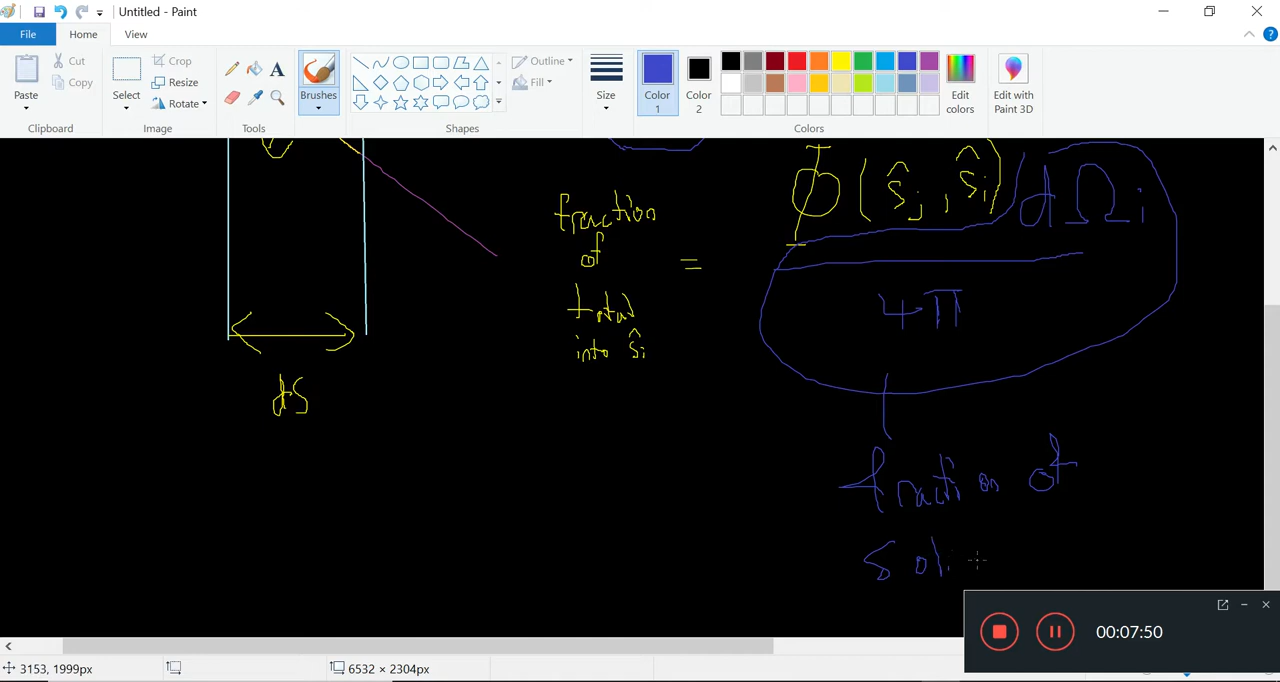 Untitled - Paint
File
Home
View
Paste
Cut
Copy
Clipboard
Select
Crop
Resize
Rotate
Image
A
Tools
Brushes
Outline
Fill
Shapes
Size
Color
1
Color
2
Colors
Edit
colors
Edit with
Paint 3D
fraction
of
total
into ŝi
=
Φ(ŝj, ŝi) dΩi
4π
ds
fraction of
soli
00:07:50
3153, 1999px
6532 × 2304px